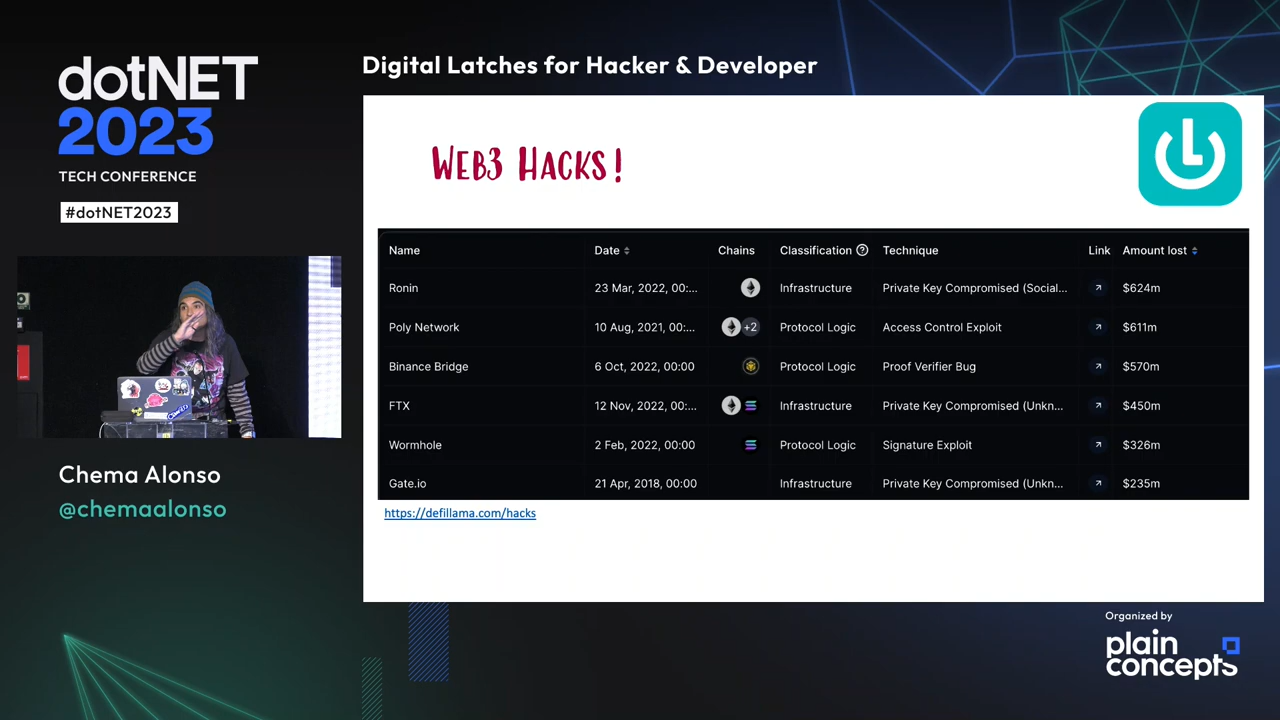 dotNET
2023
TECH CONFERENCE
#dotNET2023
Chema Alonso
@chemaalonso
Digital Latches for Hacker & Developer
WEB3 HACKS!
Name Date Chains Classification ? Technique Link Amount lost
Ronin 23 Mar, 2022, 00:... Infrastructure Private Key Compromised (Social... $624m
Poly Network 10 Aug, 2021, 00:... +2 Protocol Logic Access Control Exploit $611m
Binance Bridge 6 Oct, 2022, 00:00 Protocol Logic Proof Verifier Bug $570m
FTX 12 Nov, 2022, 00:... Infrastructure Private Key Compromised (Unkn... $450m
Wormhole 2 Feb, 2022, 00:00 Protocol Logic Signature Exploit $326m
Gate.io 21 Apr, 2018, 00:00 Infrastructure Private Key Compromised (Unkn... $235m
https://defillama.com/hacks
Organized by
plain
concepts